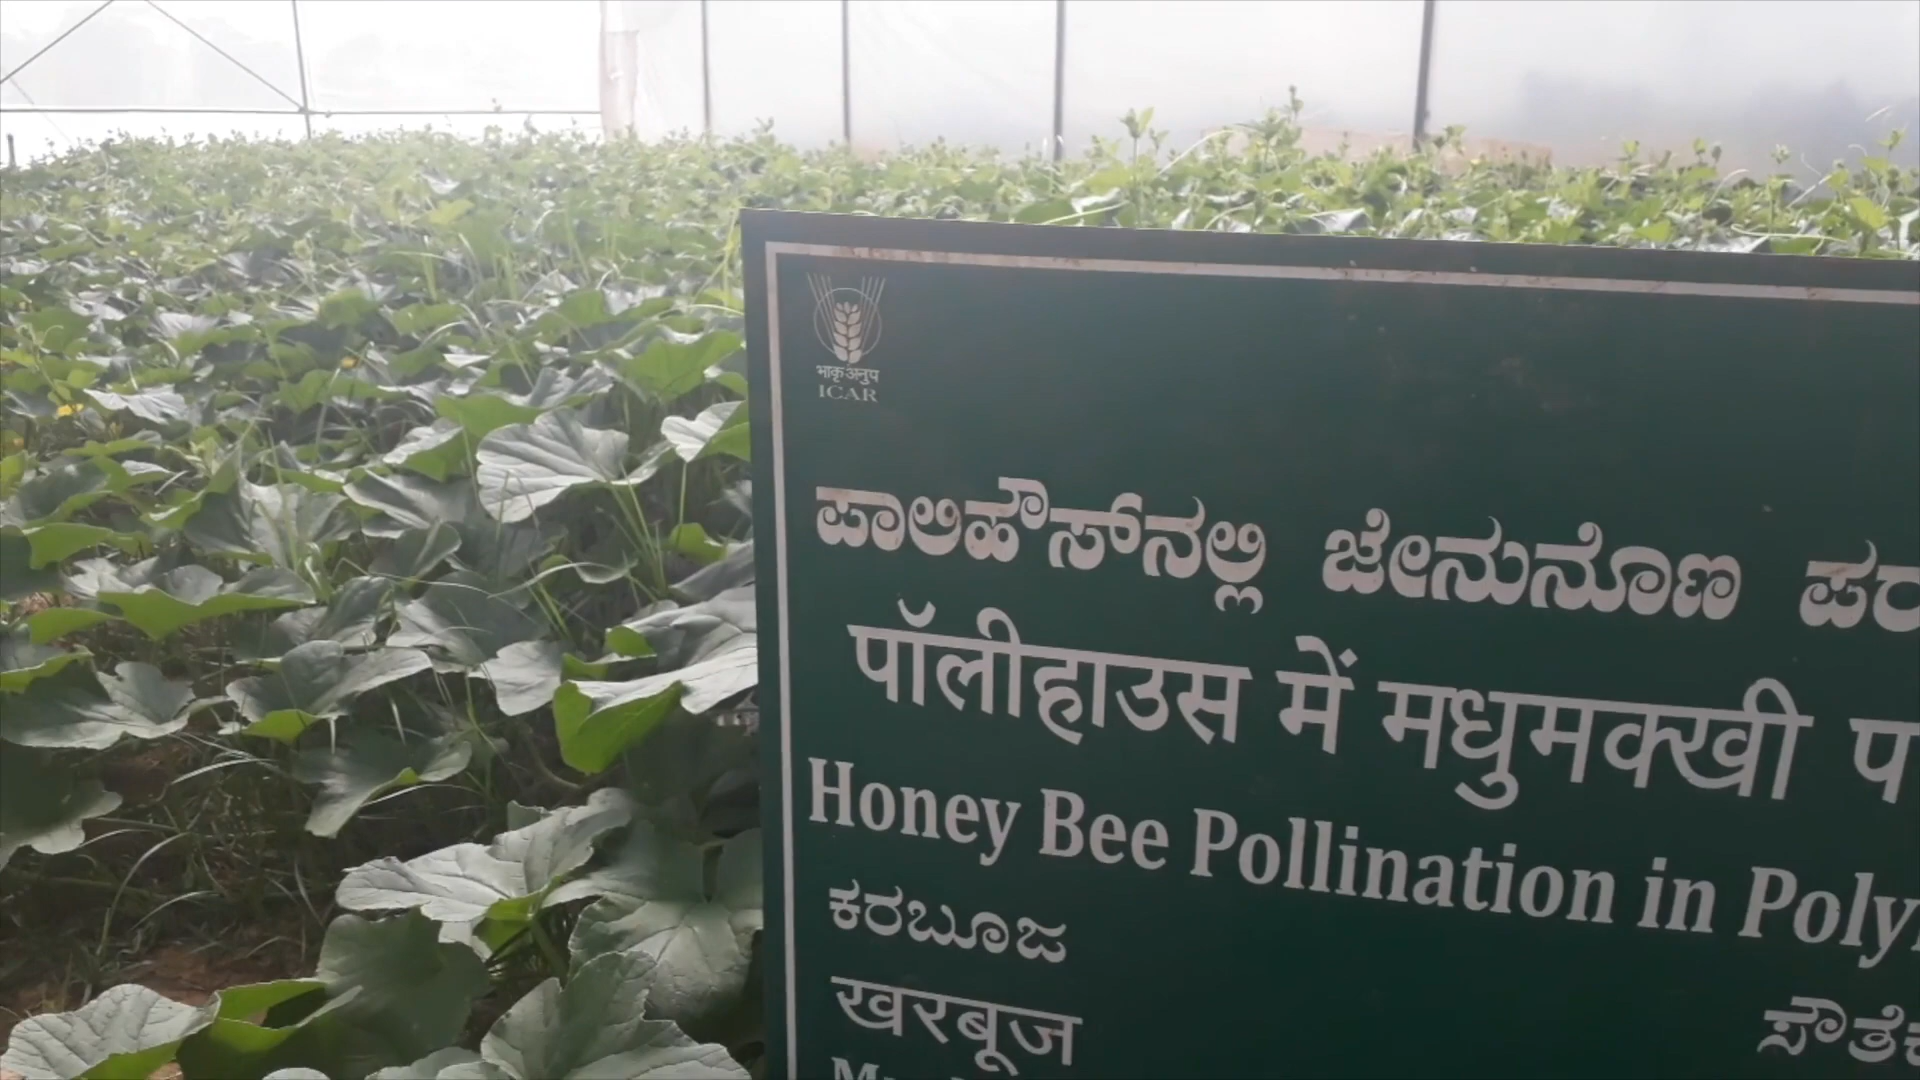 भाकृअनुप
ICAR
ಪಾಲಿಹೌಸ್‌ನಲ್ಲಿ ಜೇನುನೊಣ
पॉलीहाउस में मधुमक्खी
Honey Bee Pollination in
ಕರಬೂಜ
खरबूज